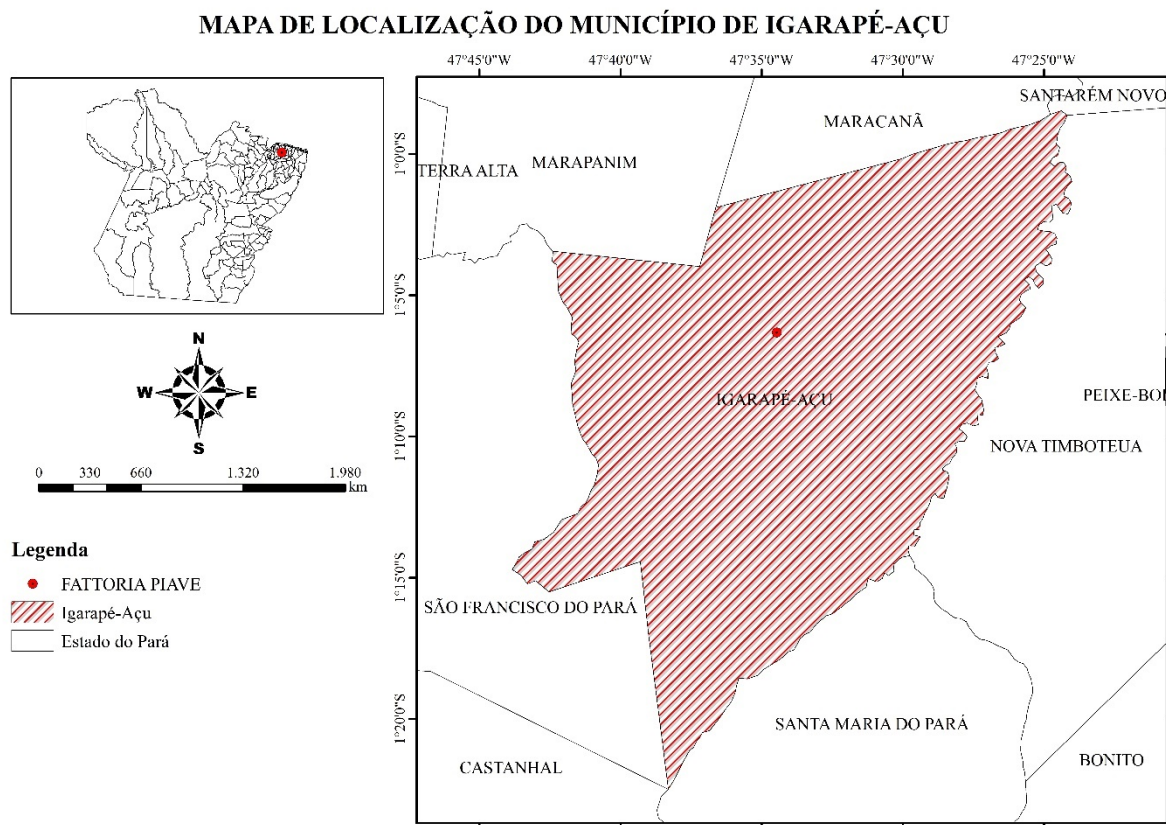 MAPA DE LOCALIZAÇÃO DO MUNICÍPIO DE IGARAPÉ-AÇU
47°45'0"W 47°40'0"W 47°35'0"W 47°30'0"W 47°25'0"W
SANTARÉM NOVO
MARACANÃ
MARAPANIM
TERRA ALTA
1°0'0"S
1°5'0"S
IGARAPÉ-AÇU
PEIXE-BOI
NOVA TIMBOTEUA
1°10'0"S
1°15'0"S
SÃO FRANCISCO DO PARÁ
1°20'0"S
SANTA MARIA DO PARÁ
CASTANHAL
BONITO
N
W E
S
0 330 660 1.320 1.980
km
Legenda
FATTORIA PIAVE
Igarapé-Açu
Estado do Pará